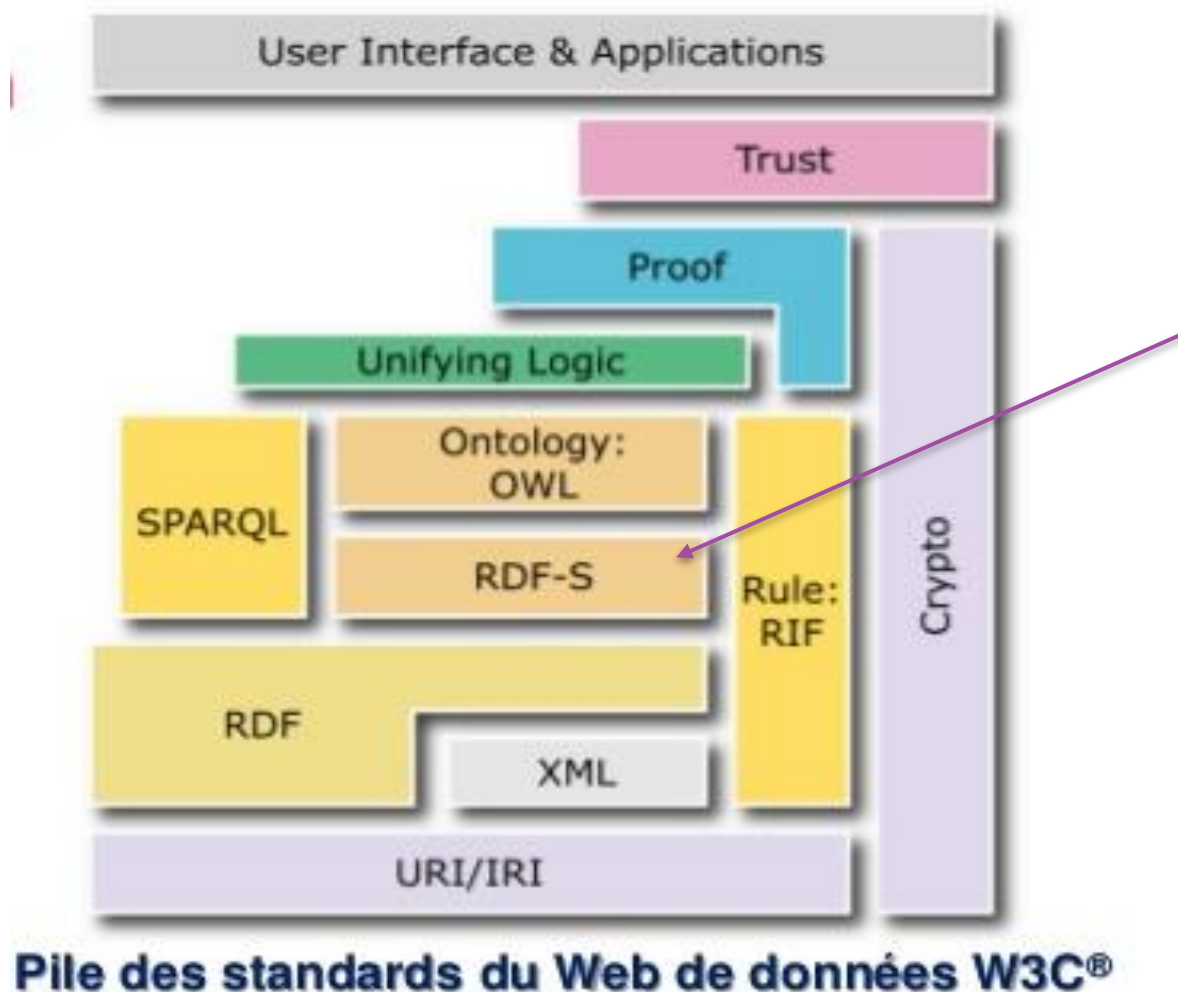 User Interface & Applications
Trust
Proof
Unifying Logic
Ontology:
OWL
SPARQL
RDF-S
Rule:
RIF
Crypto
RDF
XML
URI/IRI
Pile des standards du Web de données W3C®